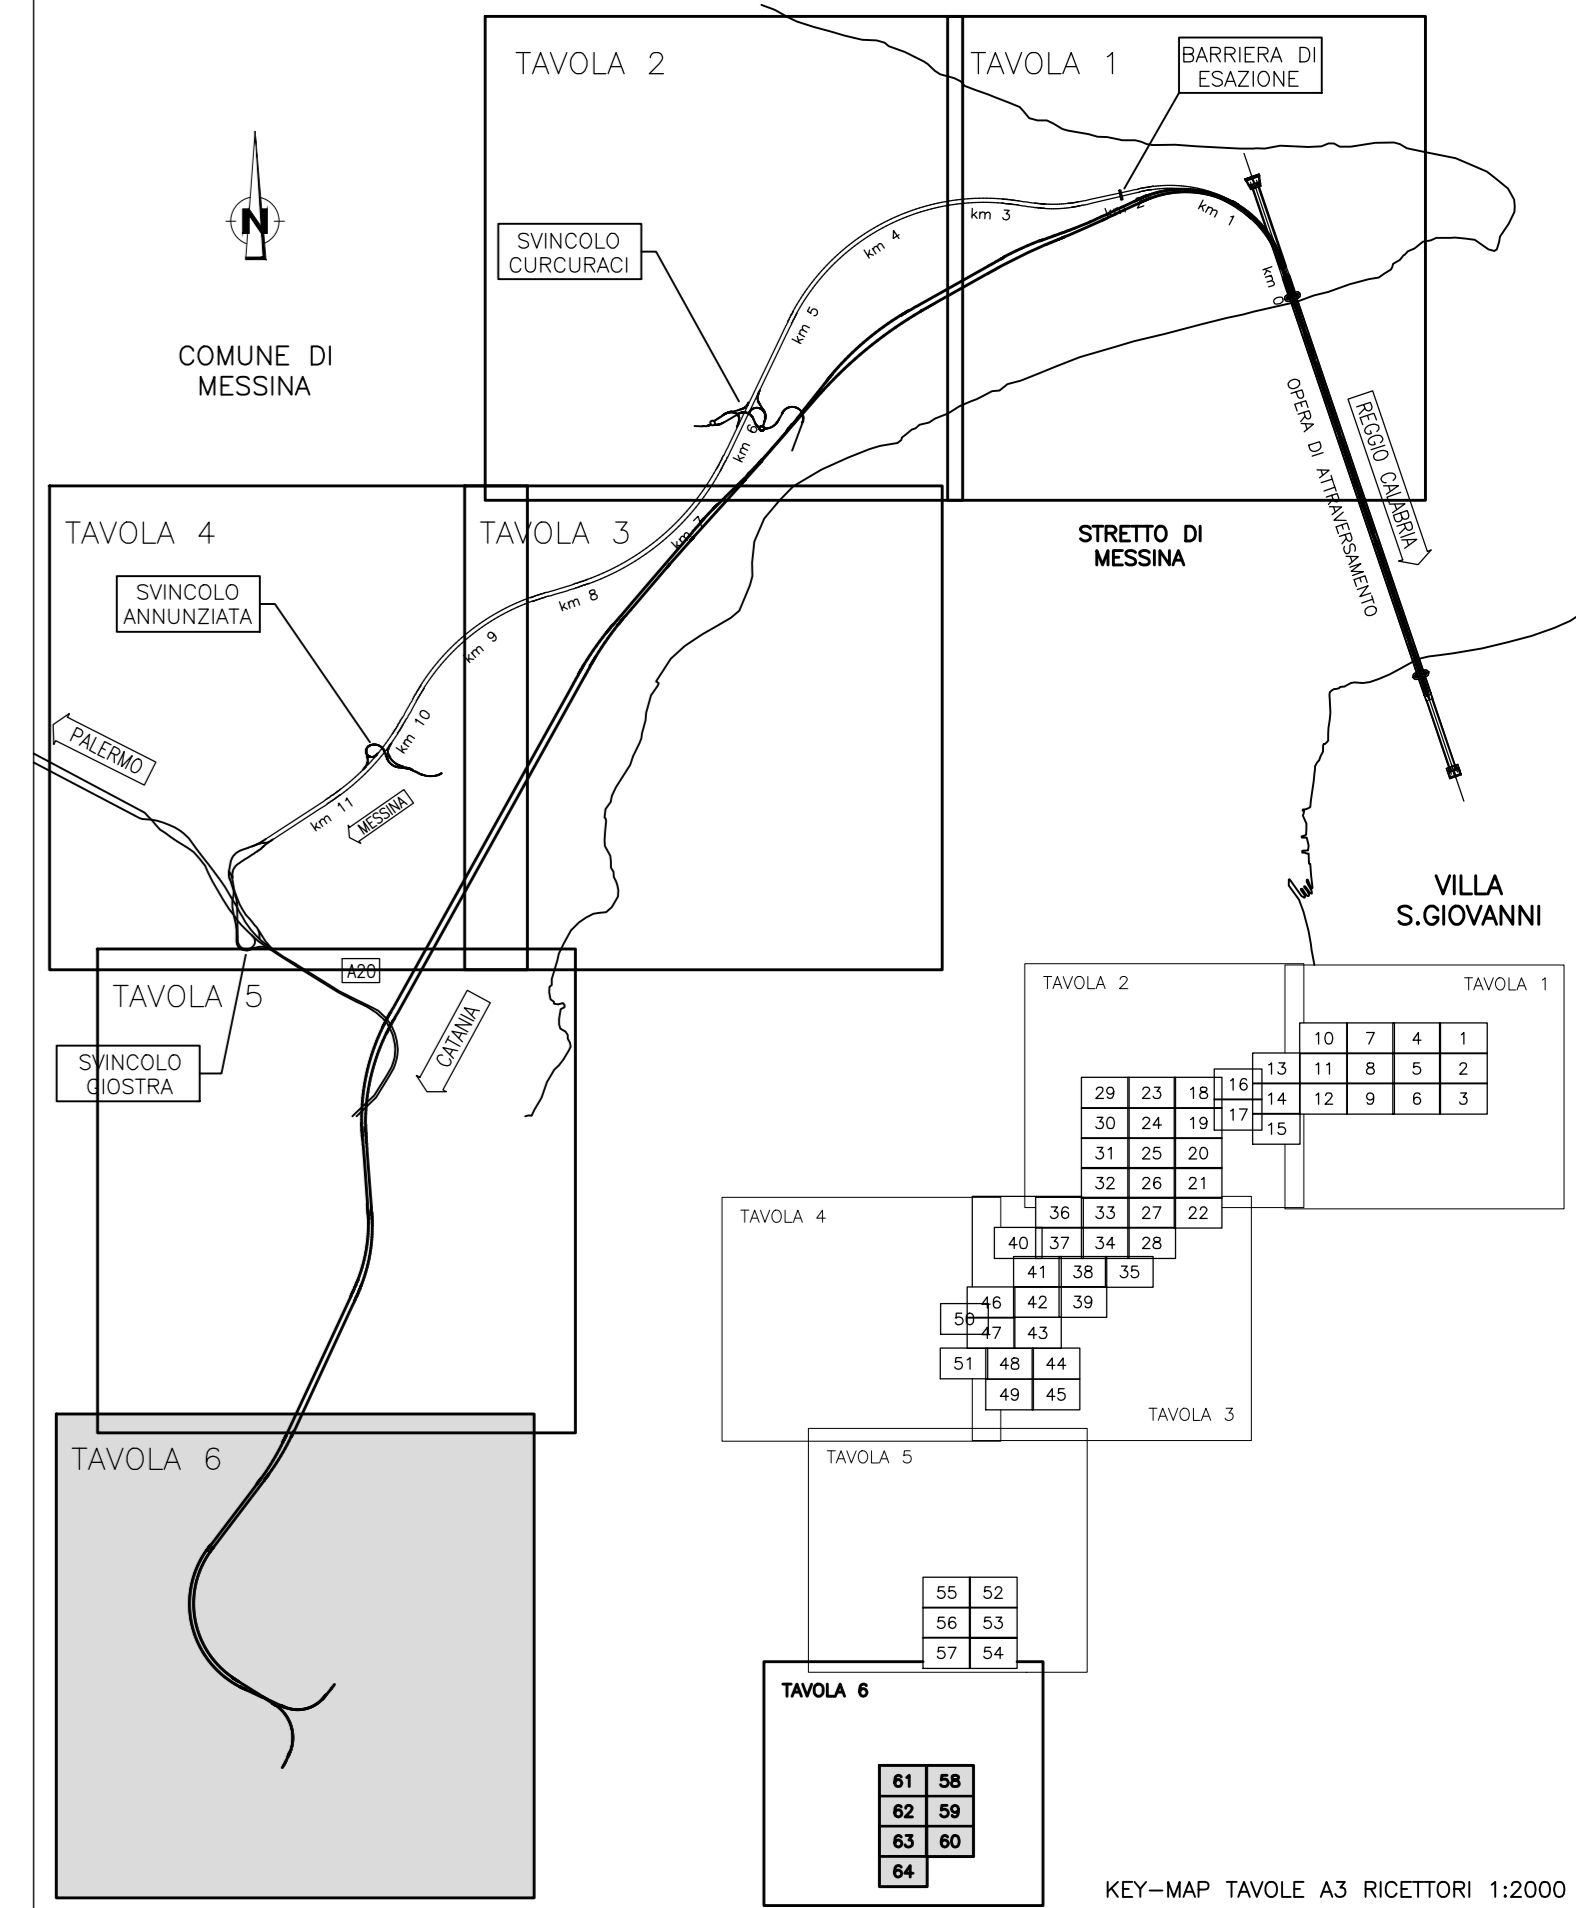 TAVOLA 2
TAVOLA 1
BARRIERA DI
ESAZIONE
N
SVINCOLO
CURCURACI
COMUNE DI
MESSINA
km 0
km 1
km 2
km 3
km 4
km 5
km 6
km 7
km 8
km 9
km 10
km 11
OPERA DI ATTRAVERSAMENTO
REGGIO CALABRIA
TAVOLA 4
TAVOLA 3
STRETTO DI
MESSINA
SVINCOLO
ANNUNZIATA
PALERMO
MESSINA
VILLA
S.GIOVANNI
A20
TAVOLA 5
CATANIA
SVINCOLO
GIOSTRA
TAVOLA 6
TAVOLA 2
TAVOLA 1
10 7 4 1
13 11 8 5 2
16 14 12 9 6 3
17 15
29 23 18
30 24 19
31 25 20
32 26 21
TAVOLA 4
36 33 27 22
40 37 34 28
41 38 35
46 42 39
50 47 43
51 48 44
49 45
TAVOLA 3
TAVOLA 5
55 52
56 53
57 54
TAVOLA 6
61 58
62 59
63 60
64
KEY-MAP TAVOLE A3 RICETTORI 1:2000